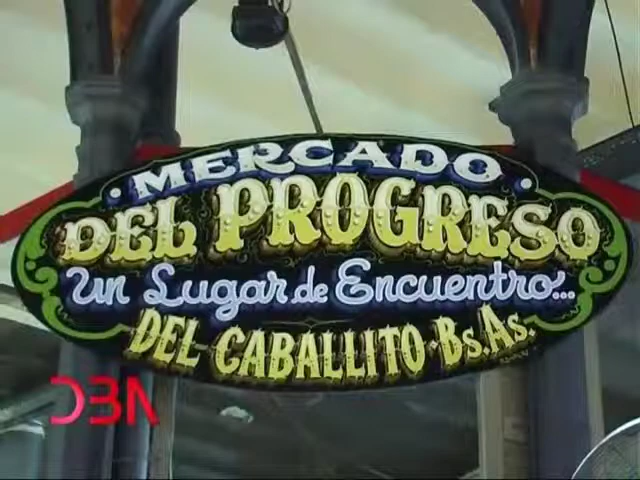 MERCADO
DEL PROGRESO
Un Lugar de Encuentro...
DEL CABALLITO Bs.As.
DBN